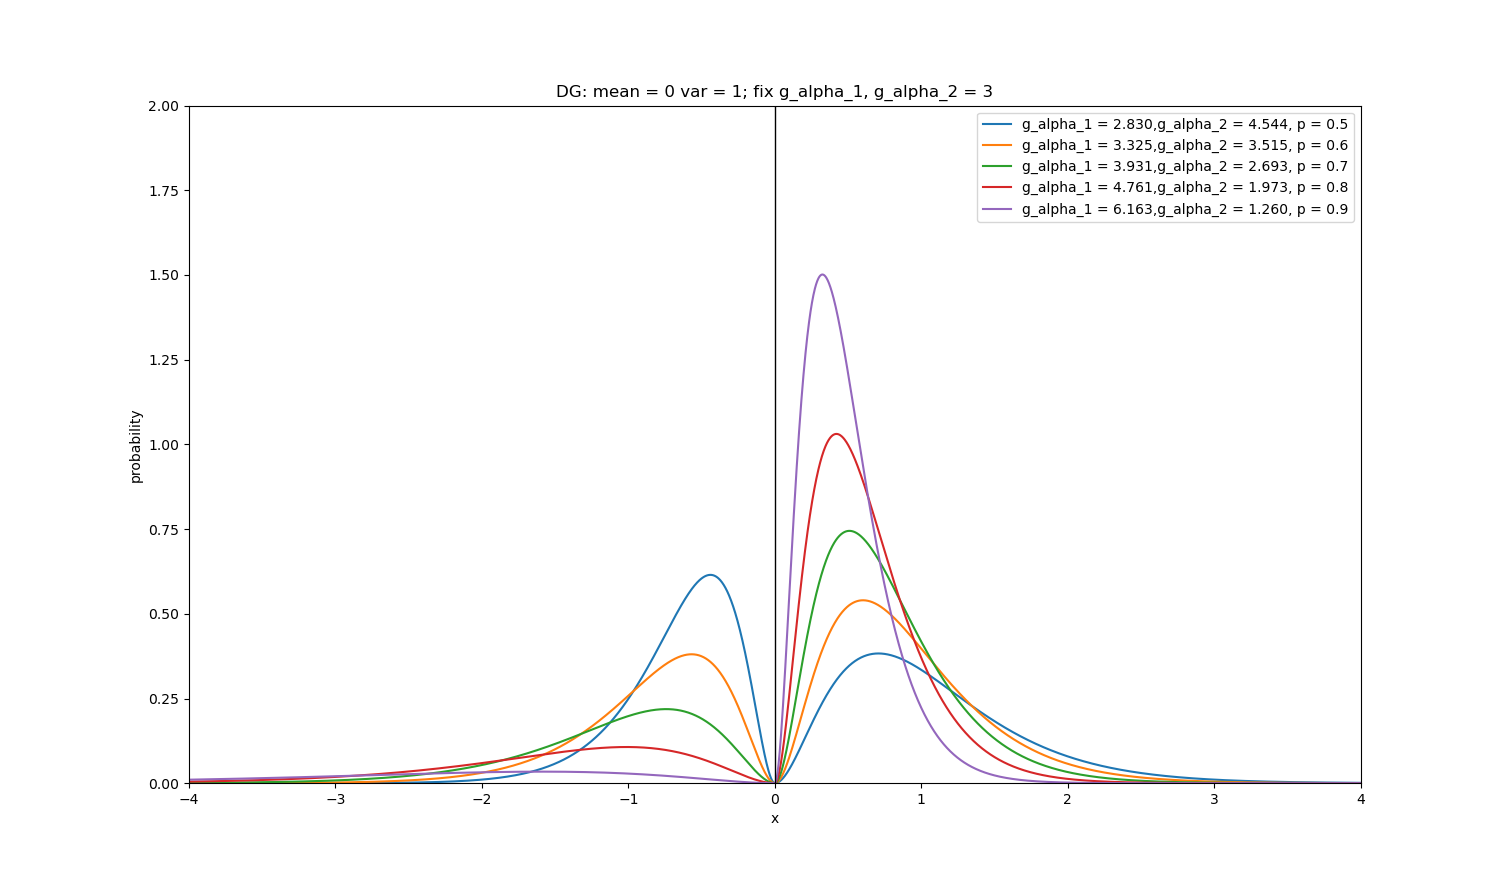 DG: mean = 0 var = 1; fix g_alpha_1, g_alpha_2 = 3
2.00
1.75
1.50
1.25
1.00
0.75
0.50
0.25
0.00
probability
g_alpha_1 = 2.830,g_alpha_2 = 4.544, p = 0.5
g_alpha_1 = 3.325,g_alpha_2 = 3.515, p = 0.6
g_alpha_1 = 3.931,g_alpha_2 = 2.693, p = 0.7
g_alpha_1 = 4.761,g_alpha_2 = 1.973, p = 0.8
g_alpha_1 = 6.163,g_alpha_2 = 1.260, p = 0.9
−4 −3 −2 −1 0 1 2 3 4
x